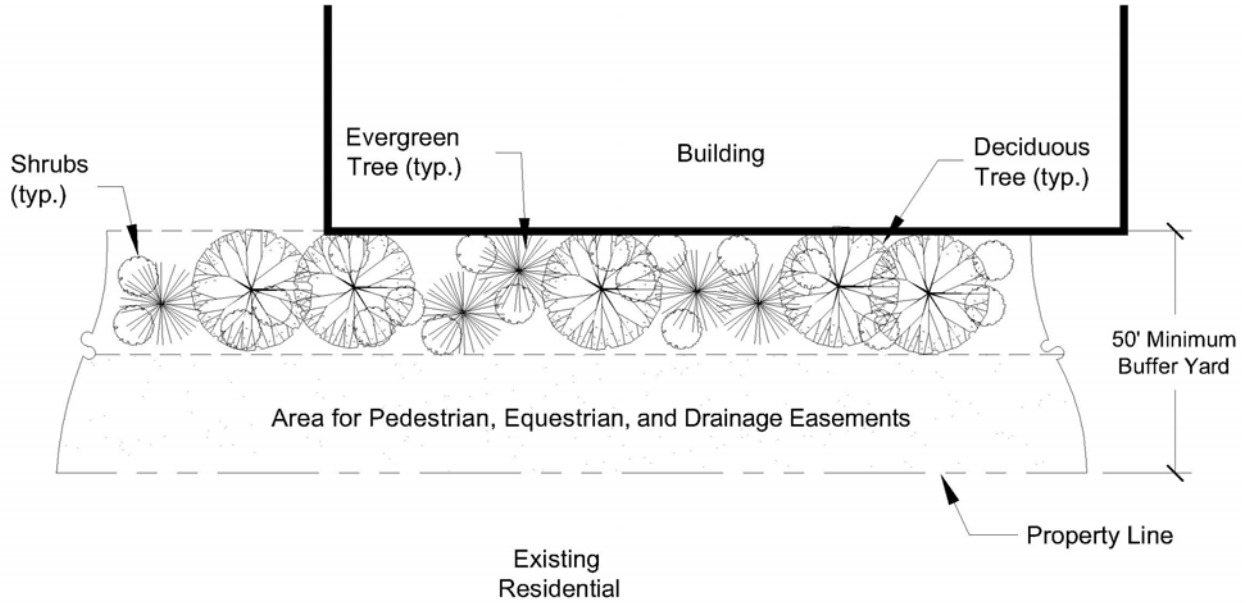 Shrubs
(typ.)
Evergreen
Tree (typ.)
Building
Deciduous
Tree (typ.)
50' Minimum
Buffer Yard
Area for Pedestrian, Equestrian, and Drainage Easements
Property Line
Existing
Residential